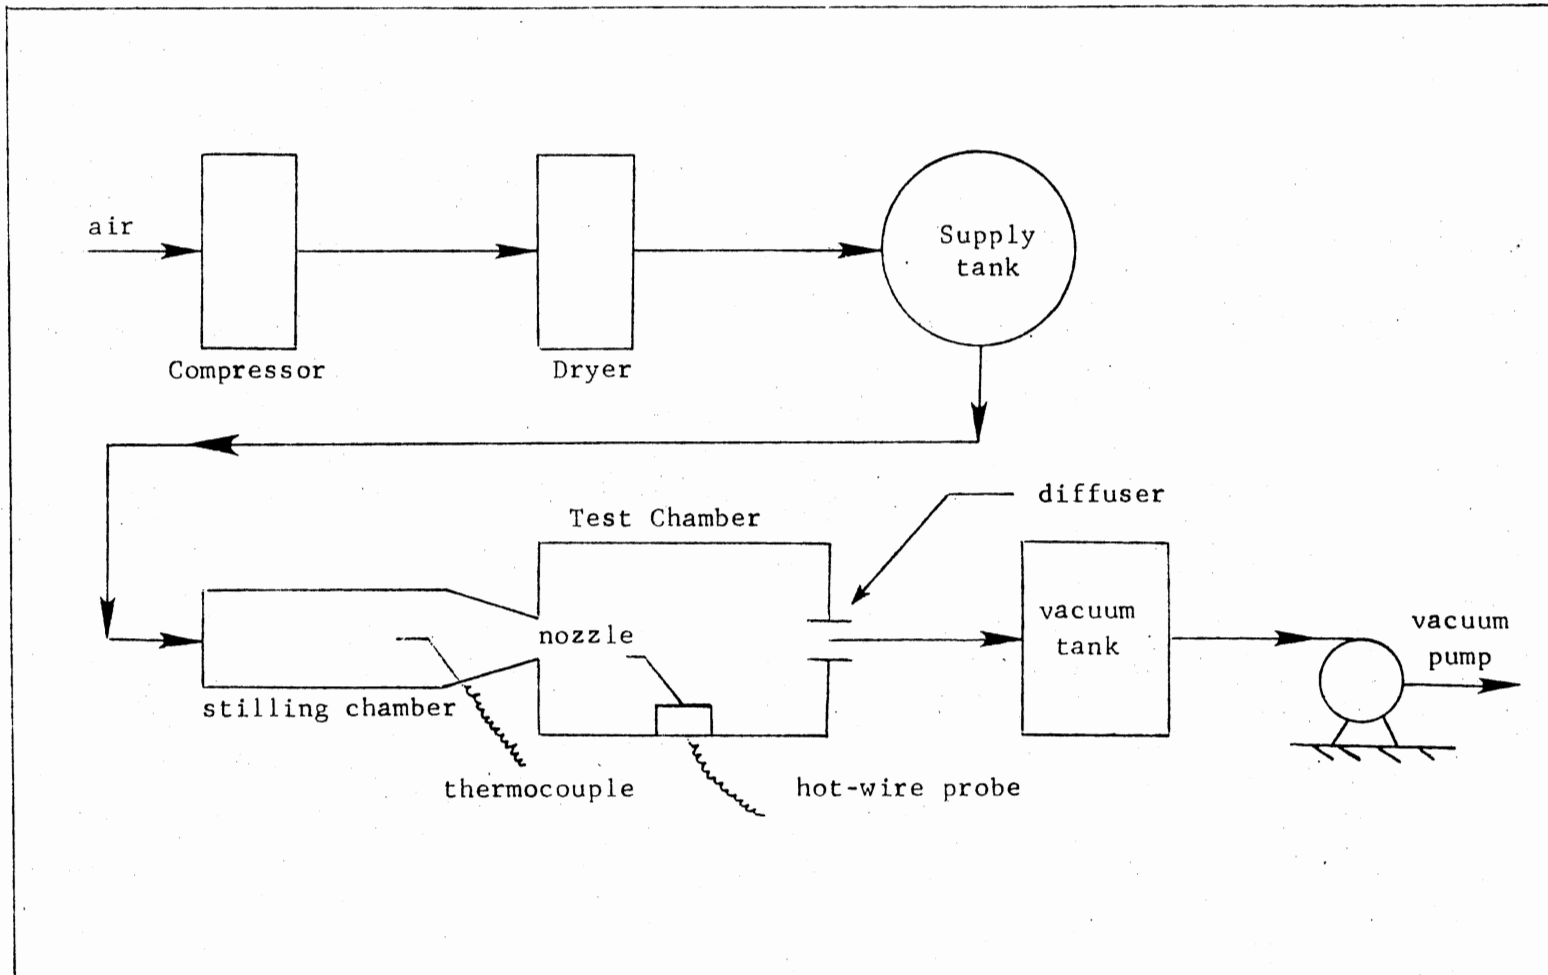 air
Supply
tank
Compressor
Dryer
diffuser
Test Chamber
nozzle
vacuum
tank
vacuum
pump
stilling chamber
thermocouple
hot-wire probe